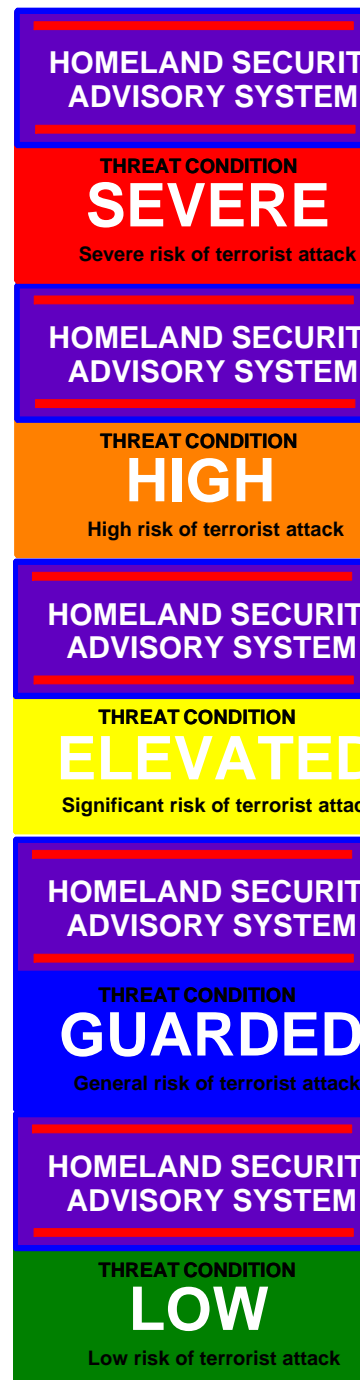 HOMELAND SECURIT
ADVISORY SYSTEM
THREAT CONDITION
SEVERE
Severe risk of terrorist attack
HOMELAND SECURIT
ADVISORY SYSTEM
THREAT CONDITION
HIGH
High risk of terrorist attack
HOMELAND SECURIT
ADVISORY SYSTEM
THREAT CONDITION
ELEVATED
Significant risk of terrorist attac
HOMELAND SECURIT
ADVISORY SYSTEM
THREAT CONDITION
GUARDED
General risk of terrorist attack
HOMELAND SECURIT
ADVISORY SYSTEM
THREAT CONDITION
LOW
Low risk of terrorist attack